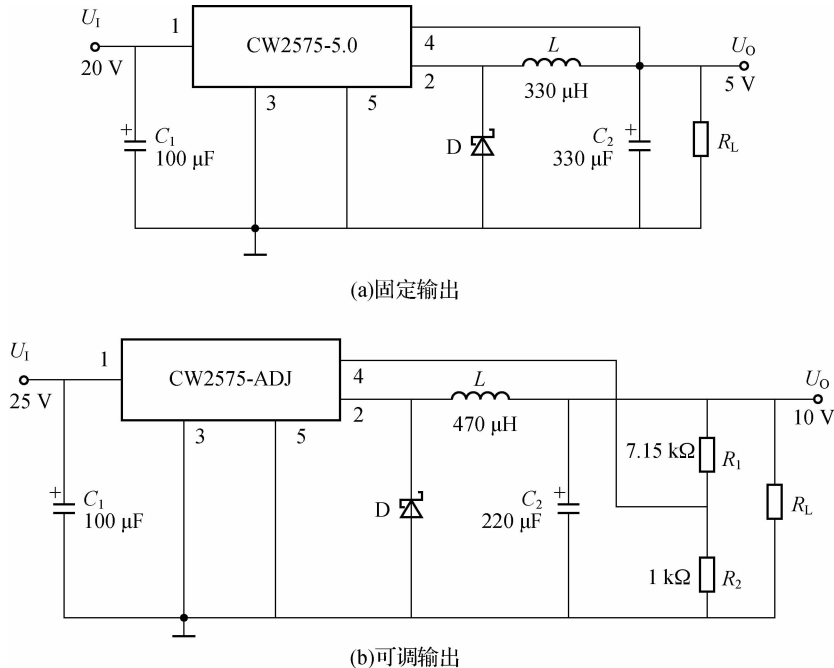 U_I
1
CW2575-5.0
4
L
U_O
20 V
2
5 V
3
5
330 μH
+
C_1
100 μF
D
C_2
+
330 μF
R_L
(a)固定输出
U_I
1
CW2575-ADJ
4
L
U_O
25 V
2
10 V
3
5
470 μH
7.15 kΩ
R_1
+
C_1
100 μF
D
C_2
+
220 μF
R_L
1 kΩ
R_2
(b)可调输出